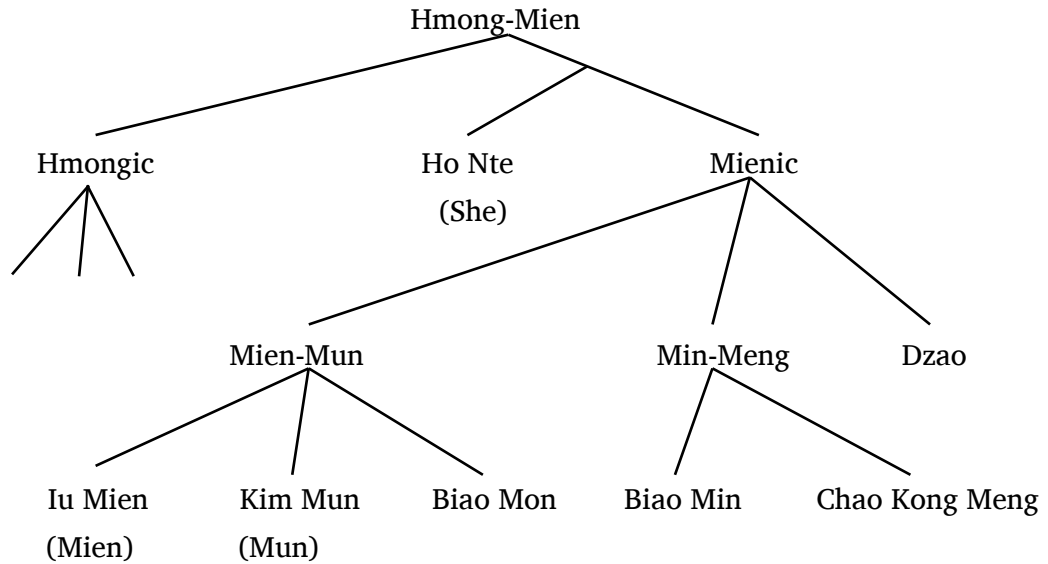 Hmong-Mien
Hmongic Ho Nte Mienic
(She)
Mien-Mun Min-Meng Dzao
Iu Mien Kim Mun Biao Mon Biao Min Chao Kong Meng
(Mien) (Mun)